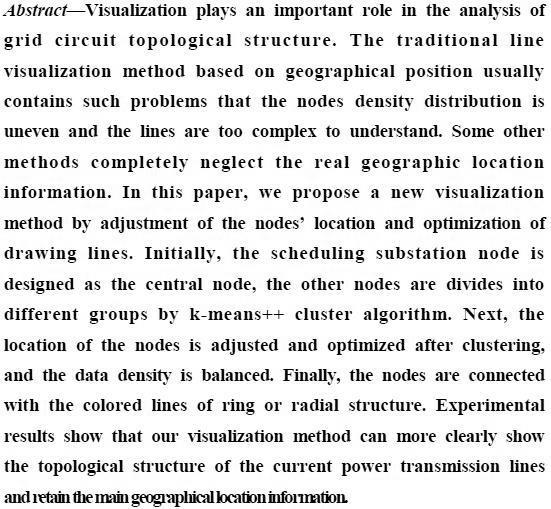 Abstract—Visualization plays an important role in the analysis of
grid circuit topological structure. The traditional line
visualization method based on geographical position usually
contains such problems that the nodes density distribution is
uneven and the lines are too complex to understand. Some other
methods completely neglect the real geographic location
information. In this paper, we propose a new visualization
method by adjustment of the nodes’ location and optimization of
drawing lines. Initially, the scheduling substation node is
designed as the central node, the other nodes are divides into
different groups by k-means++ cluster algorithm. Next, the
location of the nodes is adjusted and optimized after clustering,
and the data density is balanced. Finally, the nodes are connected
with the colored lines of ring or radial structure. Experimental
results show that our visualization method can more clearly show
the topological structure of the current power transmission lines
and retain the main geographical location information.